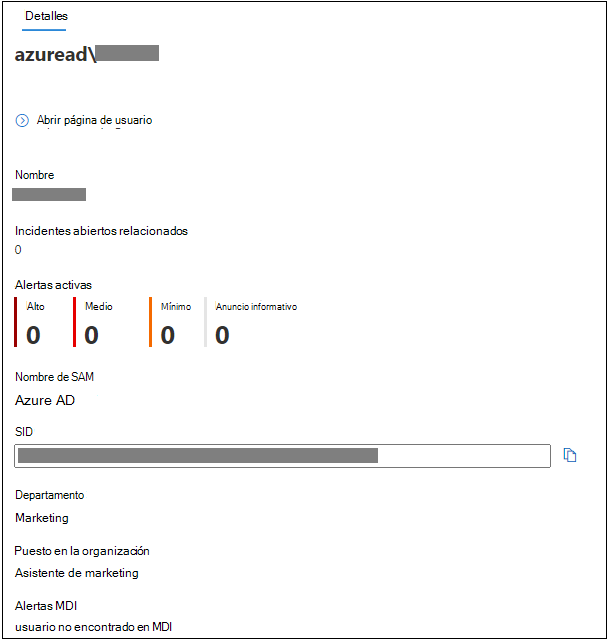 Detalles
azuread\
Abrir página de usuario
Nombre
Incidentes abiertos relacionados
0
Alertas activas
Alto Medio Mínimo Anuncio informativo
0 0 0 0
Nombre de SAM
Azure AD
SID
Departamento
Marketing
Puesto en la organización
Asistente de marketing
Alertas MDI
usuario no encontrado en MDI